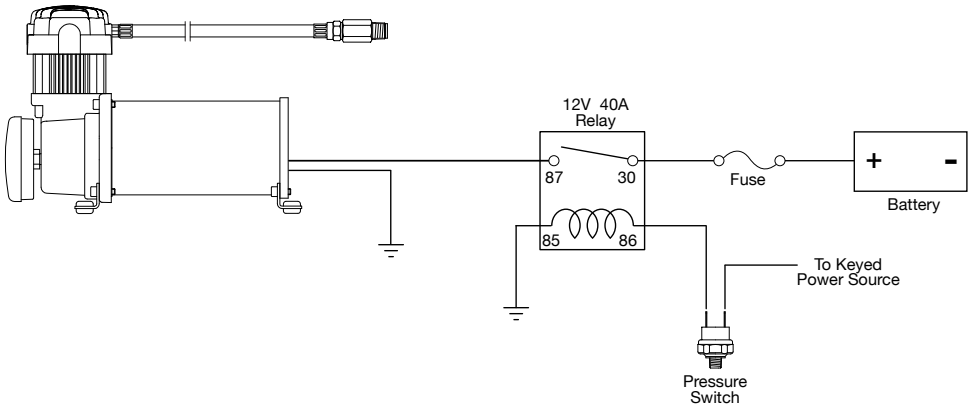 12V 40A
Relay
87
30
Fuse
+
-
Battery
85
86
To Keyed
Power Source
Pressure
Switch